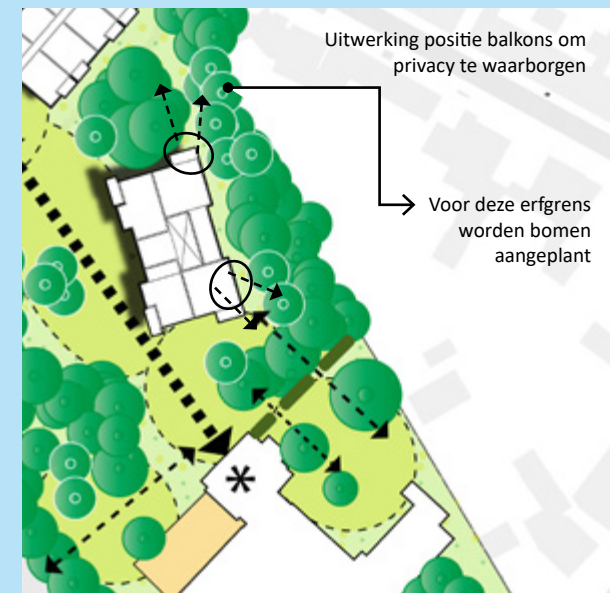 Uitwerking positie balkons om
privacy te waarborgen
Voor deze erfgrens
worden bomen
aangeplant
*